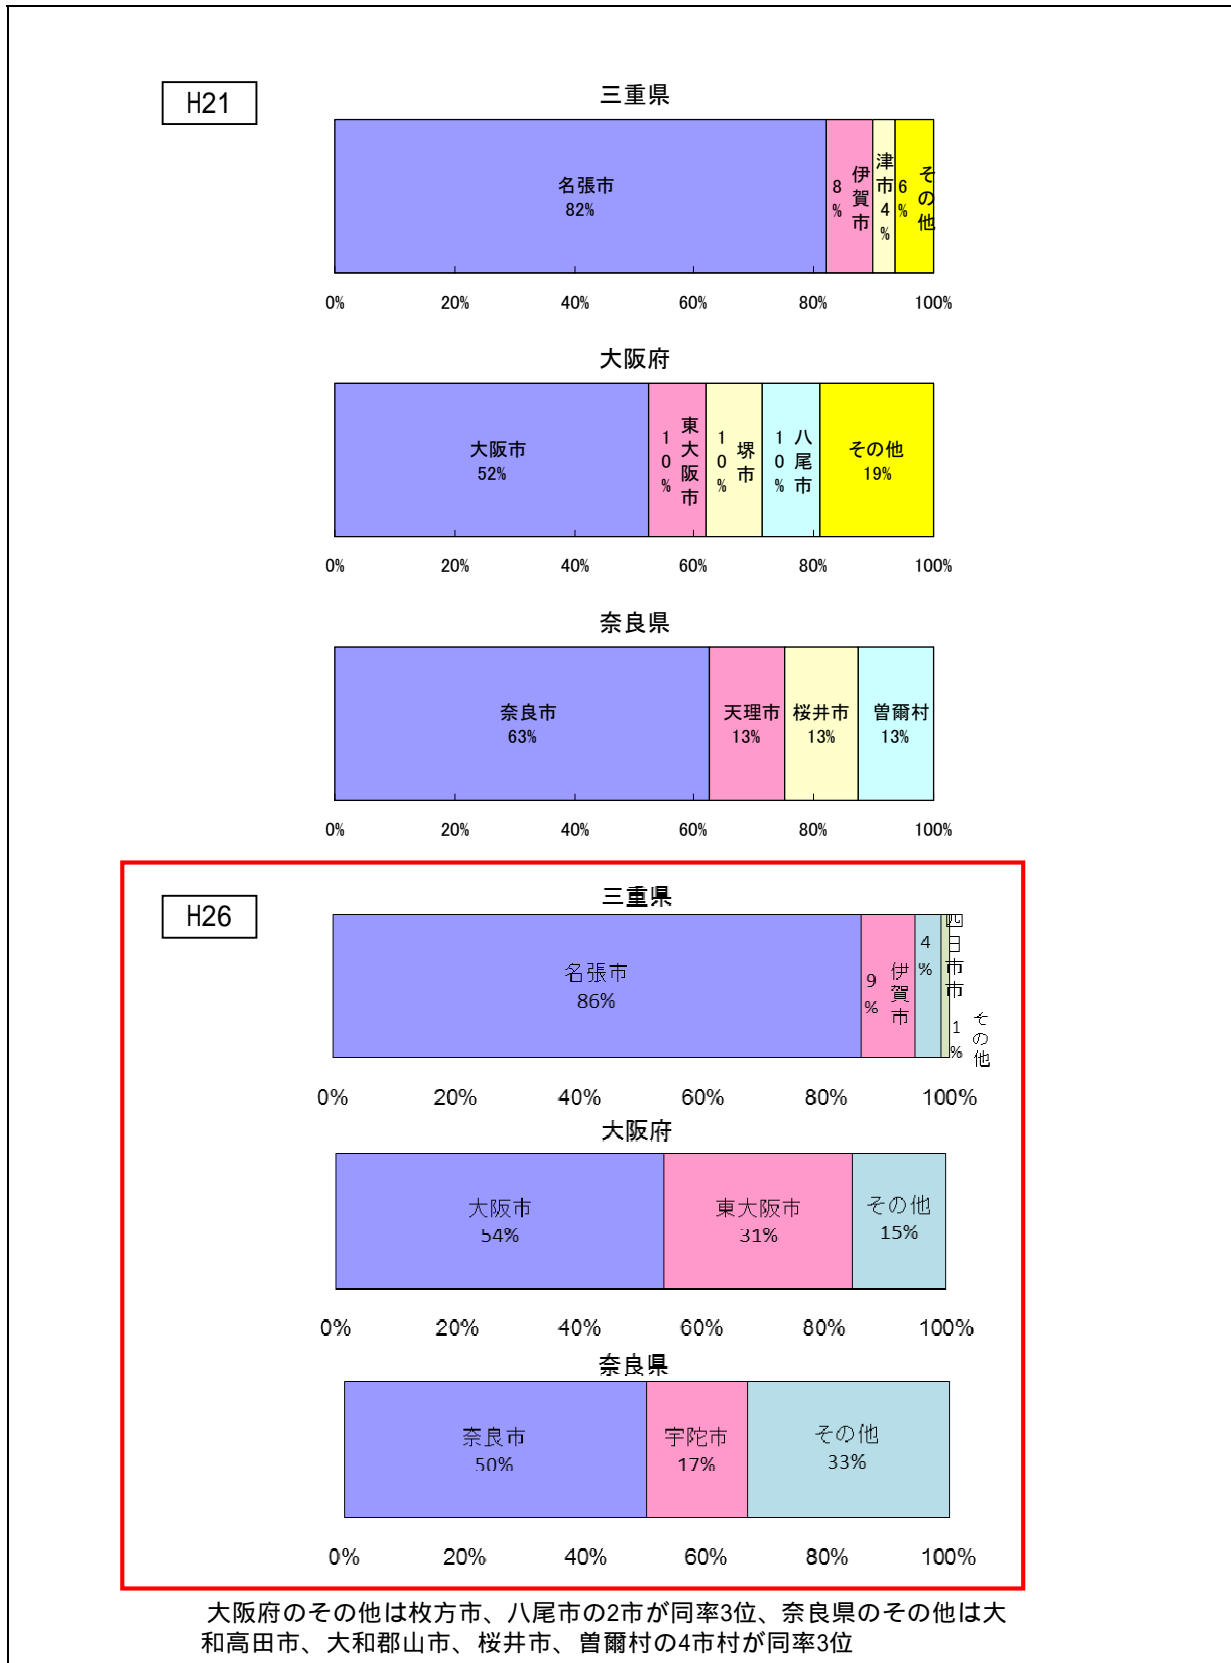 H21
三重県
名張市
82%
伊賀市
8%
津市
4%
その他
6%
0% 20% 40% 60% 80% 100%
大阪府
大阪市
52%
東大阪市
10%
堺市
10%
八尾市
10%
その他
19%
0% 20% 40% 60% 80% 100%
奈良県
奈良市
63%
天理市
13%
桜井市
13%
曽爾村
13%
0% 20% 40% 60% 80% 100%
H26
三重県
名張市
86%
伊賀市
9%
四日市市
4%
その他
1%
0% 20% 40% 60% 80% 100%
大阪府
大阪市
54%
東大阪市
31%
その他
15%
0% 20% 40% 60% 80% 100%
奈良県
奈良市
50%
宇陀市
17%
その他
33%
0% 20% 40% 60% 80% 100%
大阪府のその他は枚方市、八尾市の2市が同率3位、奈良県のその他は大
和高田市、大和郡山市、桜井市、曽爾村の4市村が同率3位